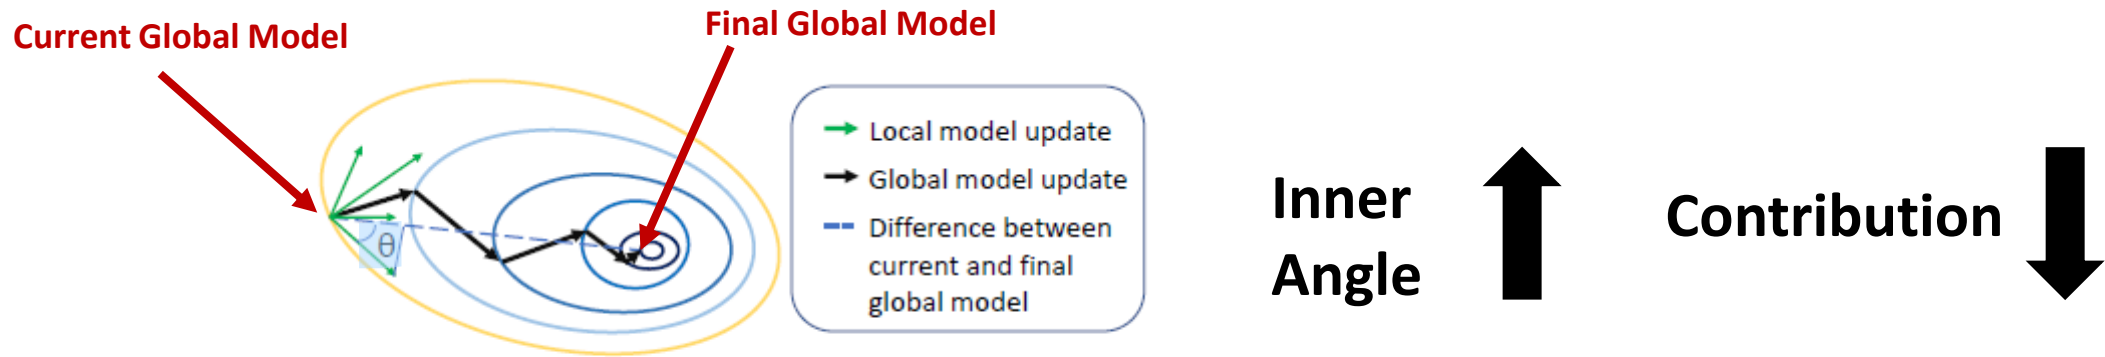 Current Global Model
Final Global Model
Local model update
Global model update
Difference between
current and final
global model
θ
Inner
Angle
Contribution